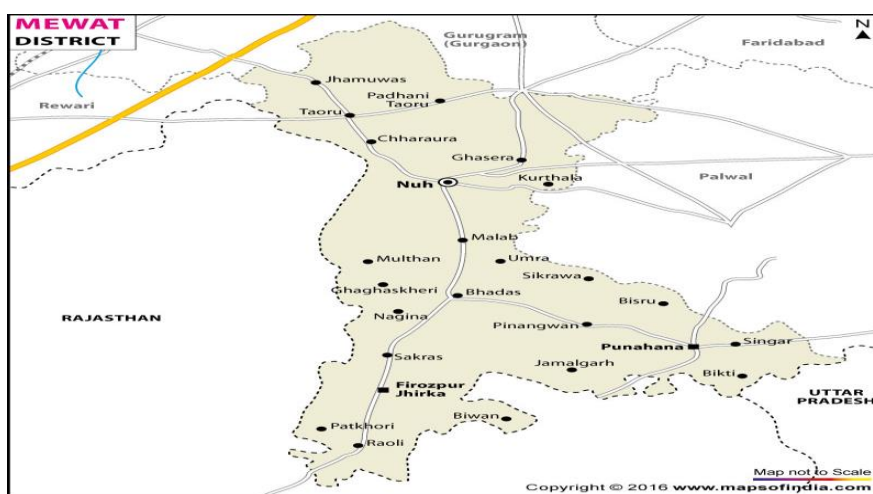 MEWAT
DISTRICT
Gurugram
(Gurgaon)
N
Faridabad
Rewari
Jhamuwas
Padhani
Taoru
Taoru
Chharaura
Ghasera
Nuh
Kurthala
Palwal
Malab
Multhan
Umra
Sikrawa
Ghaghaskheri
Bhadas
Bisru
RAJASTHAN
Nagina
Pinangwan
Punahana
Singar
Sakras
Jamalgarh
Bikti
Firozpur
Jhirka
UTTAR
PRADESH
Biwan
Patkhori
Raoli
Map not to Scale
Copyright © 2016 www.mapsofindia.com